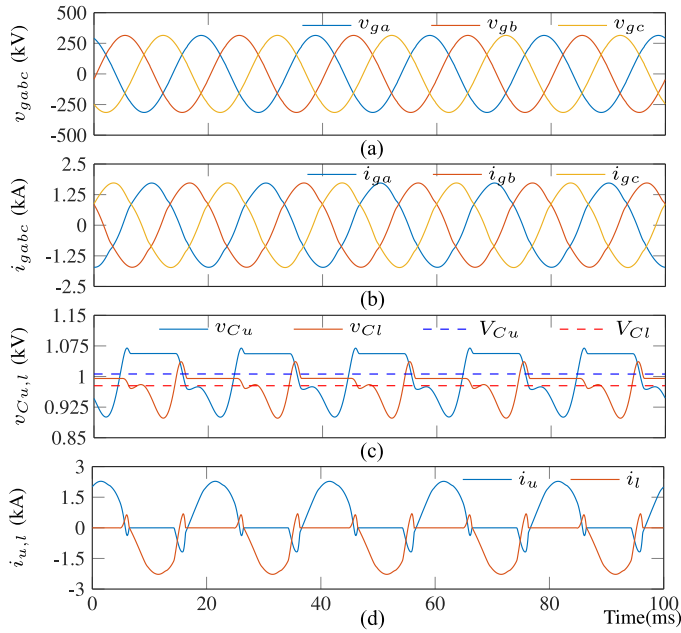 v_gabc (kV)
500
250
0
-250
-500
v_ga v_gb v_gc
(a)
i_gabc (kA)
2.5
1.25
0
-1.25
-2.5
i_ga i_gb i_gc
(b)
v_Cu,l (kV)
1.15
1.075
1
0.925
0.85
v_Cu v_Cl V_Cu V_Cl
(c)
i_u,l (kA)
3
1.5
0
-1.5
-3
i_u i_l
0 20 40 60 80 100
Time(ms)
(d)